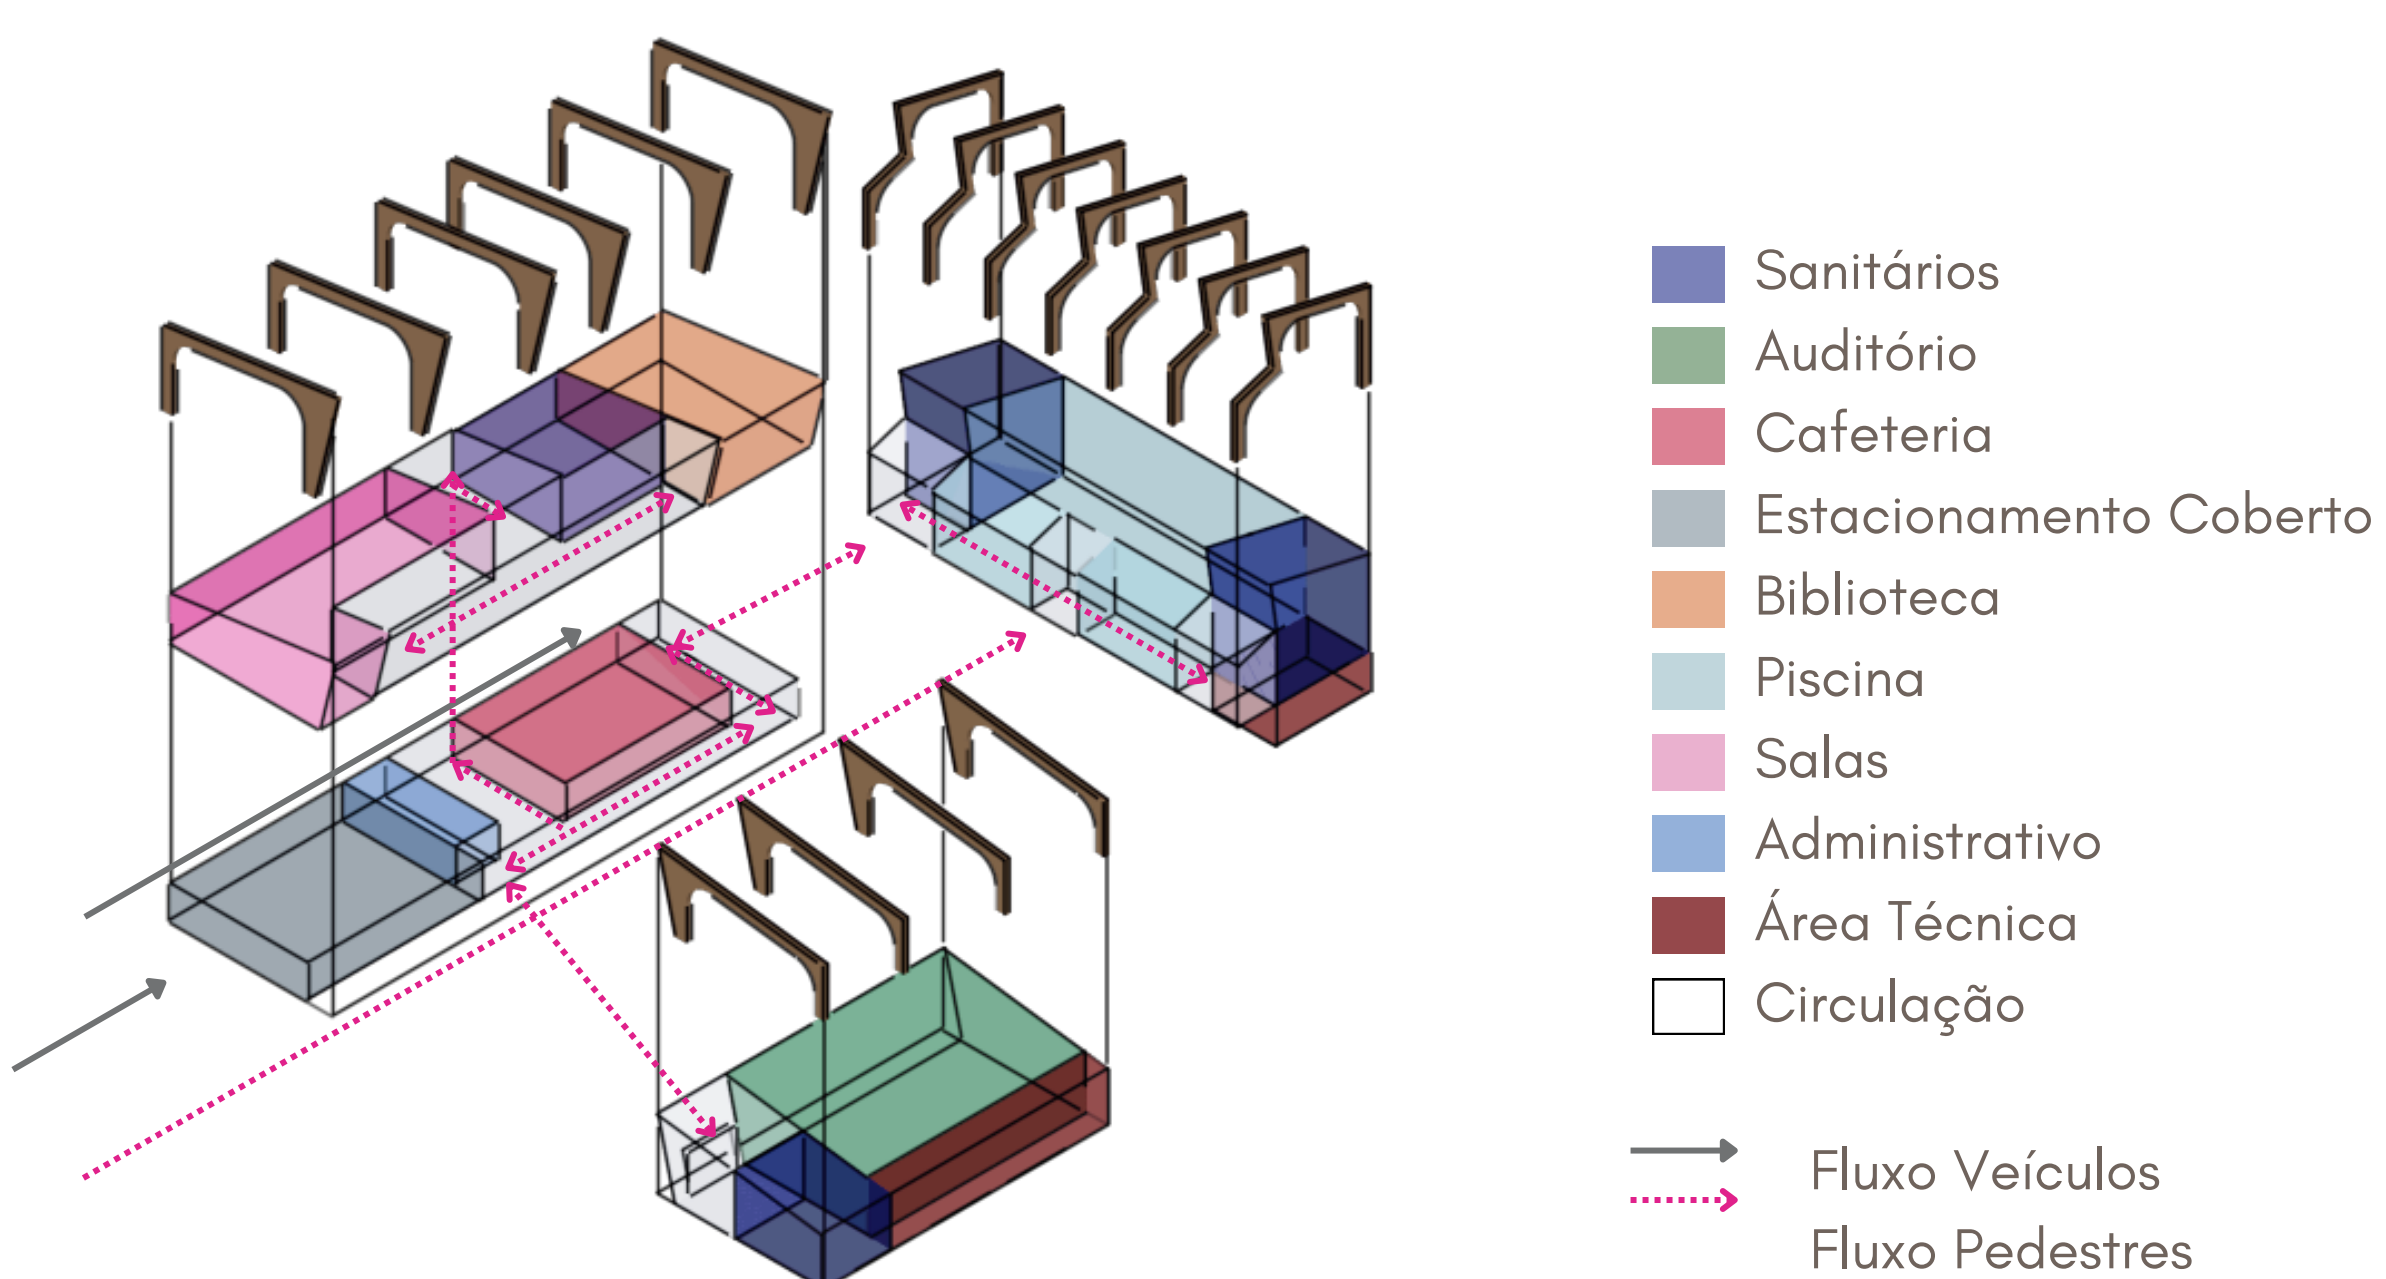 Sanitários
Auditório
Cafeteria
Estacionamento Coberto
Biblioteca
Piscina
Salas
Administrativo
Área Técnica
Circulação
Fluxo Veículos
Fluxo Pedestres